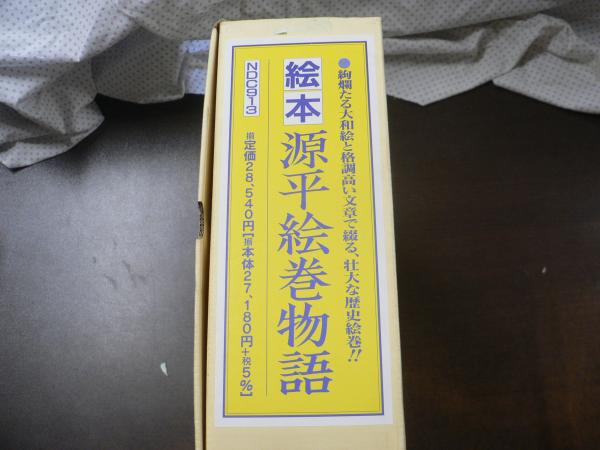 ●絢爛たる大和絵と格調高い文章で綴る、壮大な歴史絵巻!!
絵本 源平絵巻物語
NDC913
揃定価28,540円[揃本体27,180円+税5%]